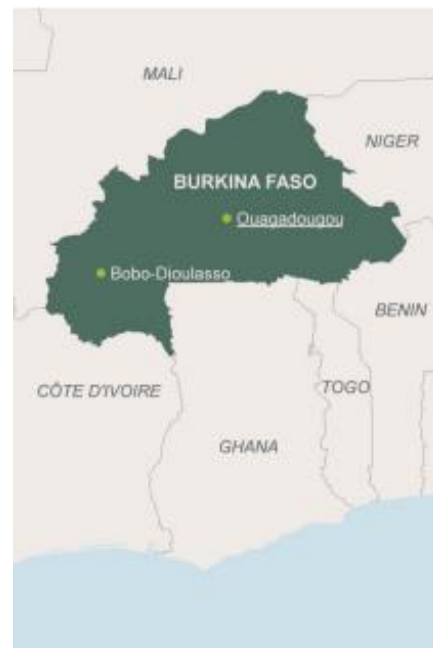 MALI
NIGER
BURKINA FASO
Ouagadougou
Bobo-Dioulasso
BENIN
CÔTE D'IVOIRE
TOGO
GHANA